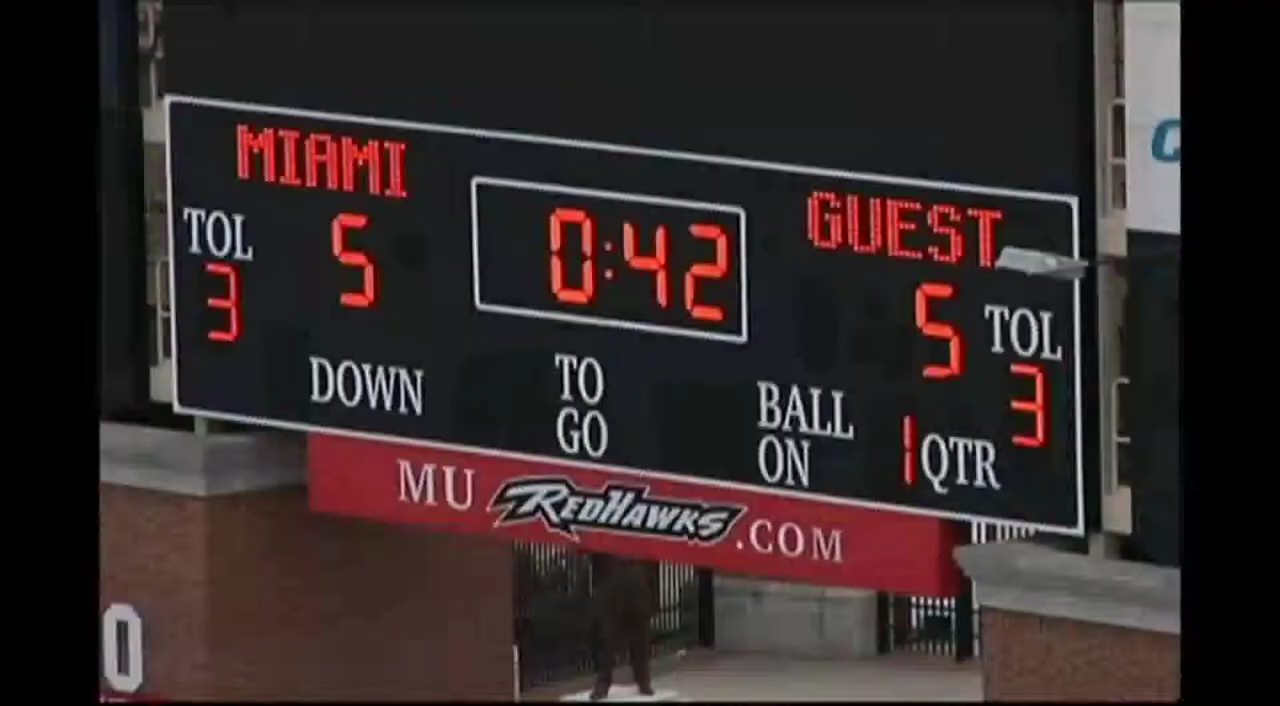 MIAMI
GUEST
TOL
5
0:42
5
TOL
3
3
DOWN
TO
GO
BALL
ON
1 QTR
MU REDHAWKS .COM
0